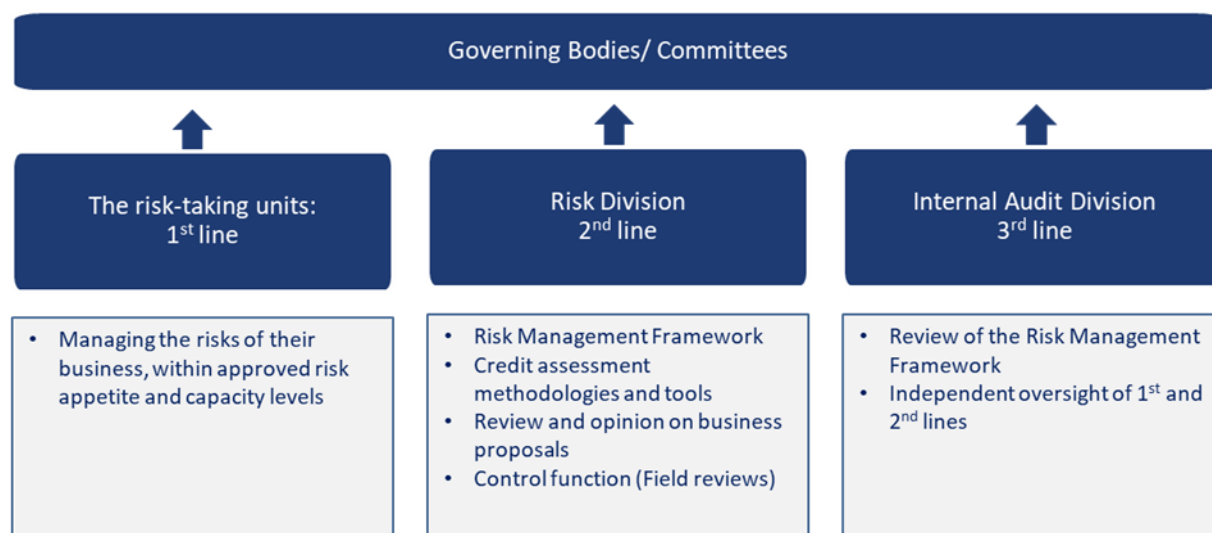 Governing Bodies/ Committees
The risk-taking units:
1st line
Risk Division
2nd line
Internal Audit Division
3rd line
• Managing the risks of their
business, within approved risk
appetite and capacity levels
• Risk Management Framework
• Credit assessment
methodologies and tools
• Review and opinion on business
proposals
• Control function (Field reviews)
• Review of the Risk Management
Framework
• Independent oversight of 1st and
2nd lines